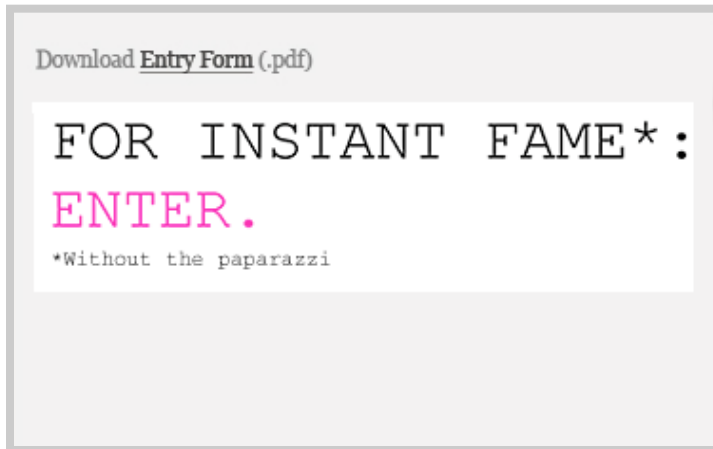 Download Entry Form (.pdf)
FOR INSTANT FAME*:
ENTER.
*Without the paparazzi